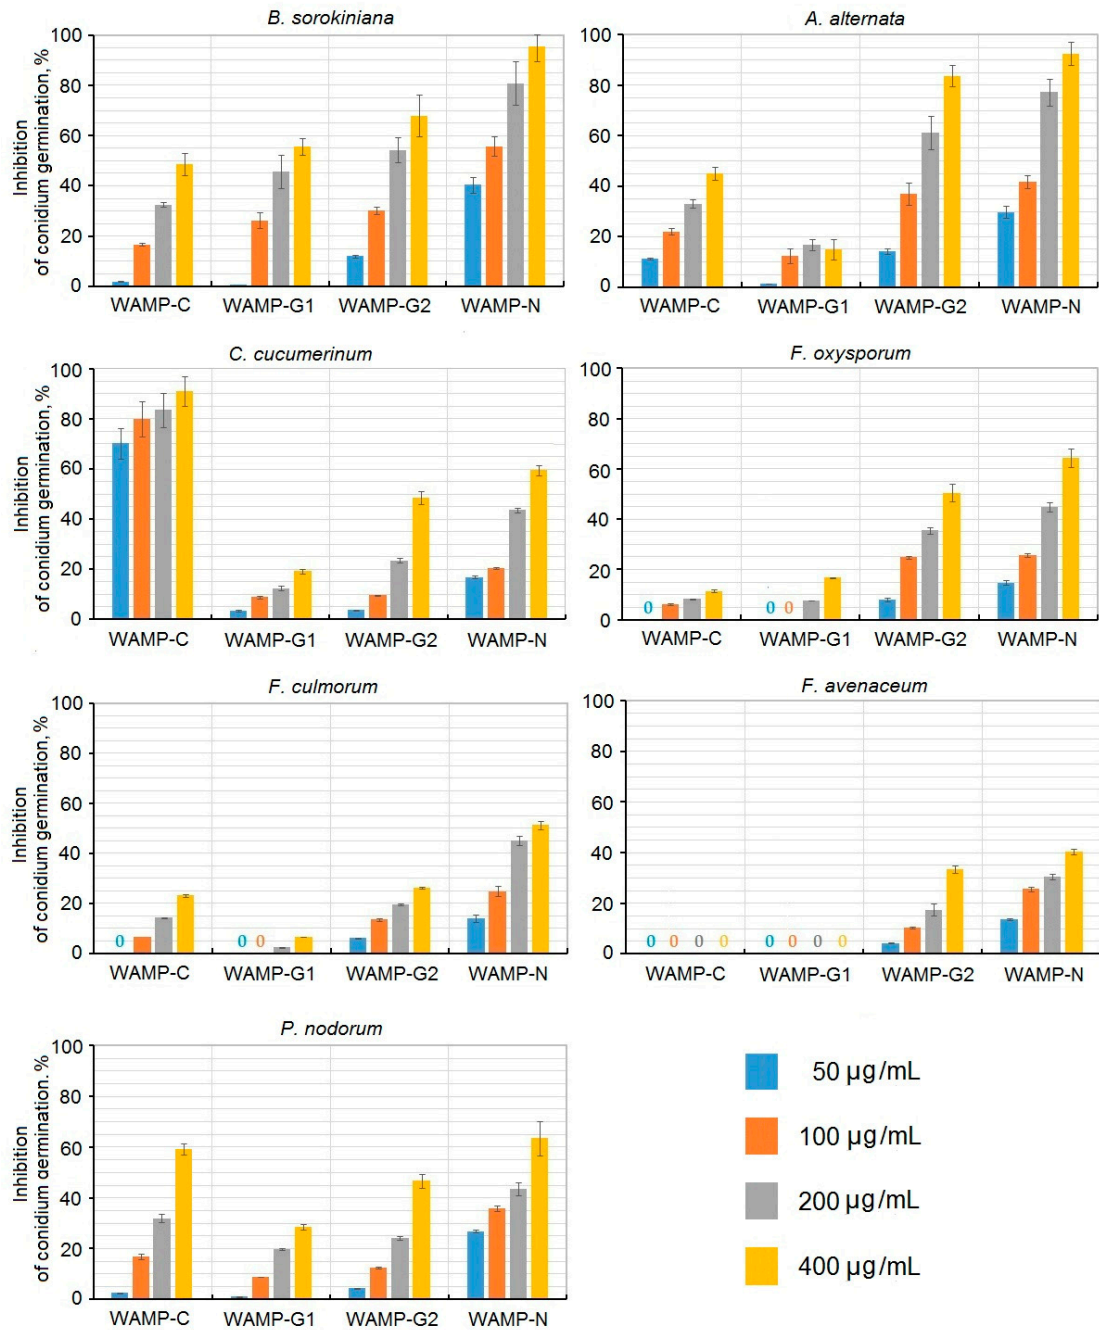 B. sorokiniana
A. alternata
Inhibition
of conidium germination, %
100
80
60
40
20
0
WAMP-C WAMP-G1 WAMP-G2 WAMP-N
100
80
60
40
20
0
WAMP-C WAMP-G1 WAMP-G2 WAMP-N
C. cucumerinum
F. oxysporum
Inhibition
of conidium germination, %
100
80
60
40
20
0
WAMP-C WAMP-G1 WAMP-G2 WAMP-N
100
80
60
40
20
0
0 0 0
WAMP-C WAMP-G1 WAMP-G2 WAMP-N
F. culmorum
F. avenaceum
Inhibition
of conidium germination, %
100
80
60
40
20
0
0 0 0
WAMP-C WAMP-G1 WAMP-G2 WAMP-N
100
80
60
40
20
0
0 0 0 0 0 0 0 0
WAMP-C WAMP-G1 WAMP-G2 WAMP-N
P. nodorum
Inhibition
of conidium germination. %
100
80
60
40
20
0
WAMP-C WAMP-G1 WAMP-G2 WAMP-N
50 µg/mL
100 µg/mL
200 µg/mL
400 µg/mL